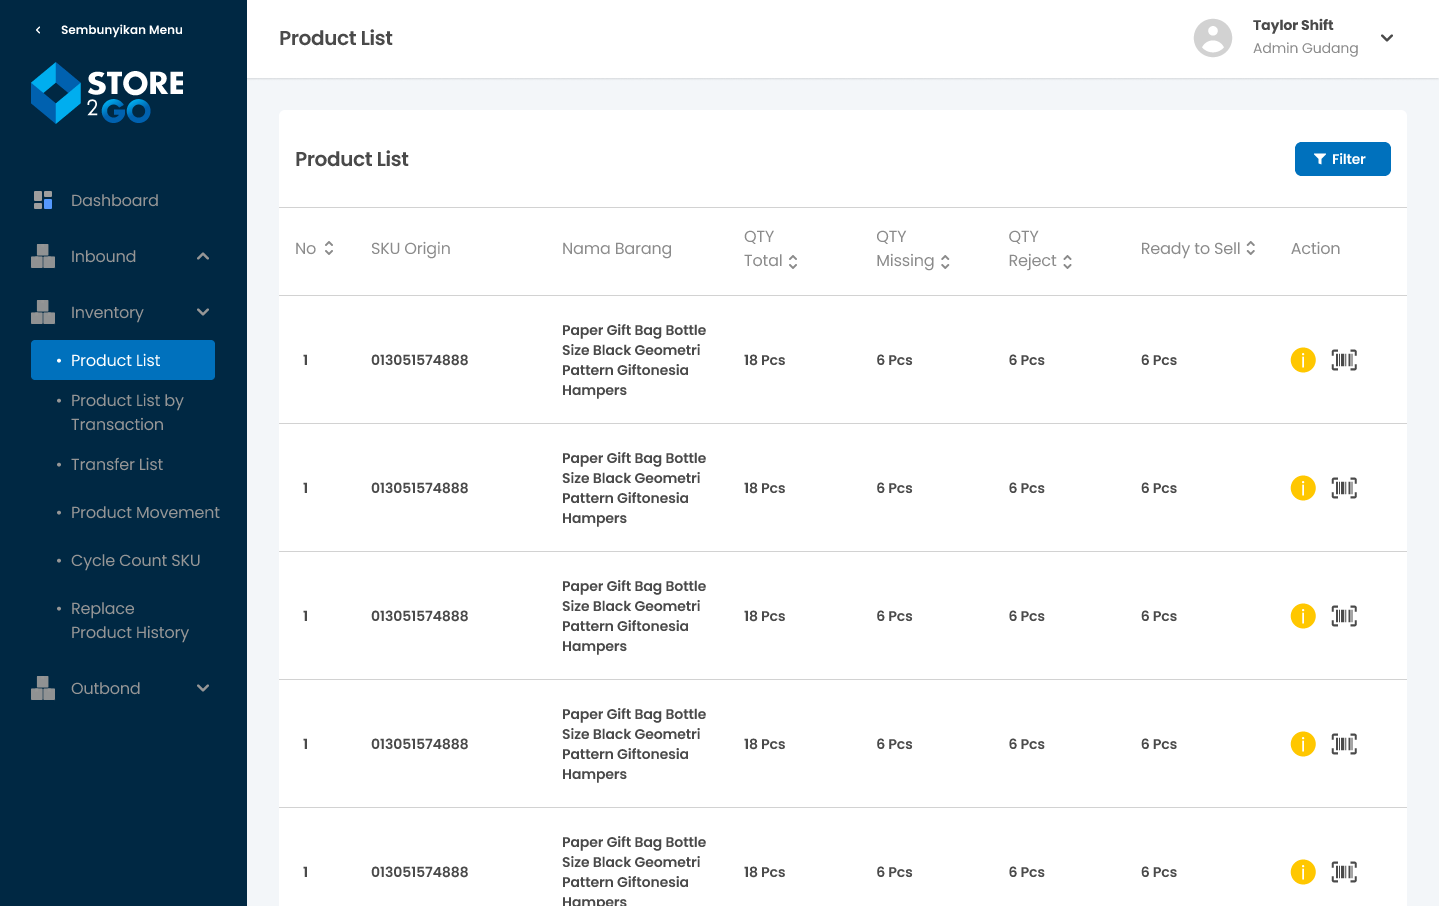 Sembunyikan Menu
STORE
2GO
Dashboard
Inbound
Inventory
• Product List
• Product List by
Transaction
• Transfer List
• Product Movement
• Cycle Count SKU
• Replace
Product History
Outbond
Product List
Taylor Shift
Admin Gudang
Product List
Filter
No SKU Origin Nama Barang QTY Total QTY Missing QTY Reject Ready to Sell Action
1 013051574888 Paper Gift Bag Bottle
Size Black Geometri
Pattern Giftonesia
Hampers
18 Pcs 6 Pcs 6 Pcs 6 Pcs
1 013051574888 Paper Gift Bag Bottle
Size Black Geometri
Pattern Giftonesia
Hampers
18 Pcs 6 Pcs 6 Pcs 6 Pcs
1 013051574888 Paper Gift Bag Bottle
Size Black Geometri
Pattern Giftonesia
Hampers
18 Pcs 6 Pcs 6 Pcs 6 Pcs
1 013051574888 Paper Gift Bag Bottle
Size Black Geometri
Pattern Giftonesia
Hampers
18 Pcs 6 Pcs 6 Pcs 6 Pcs
1 013051574888 Paper Gift Bag Bottle
Size Black Geometri
Pattern Giftonesia
Hampers
18 Pcs 6 Pcs 6 Pcs 6 Pcs